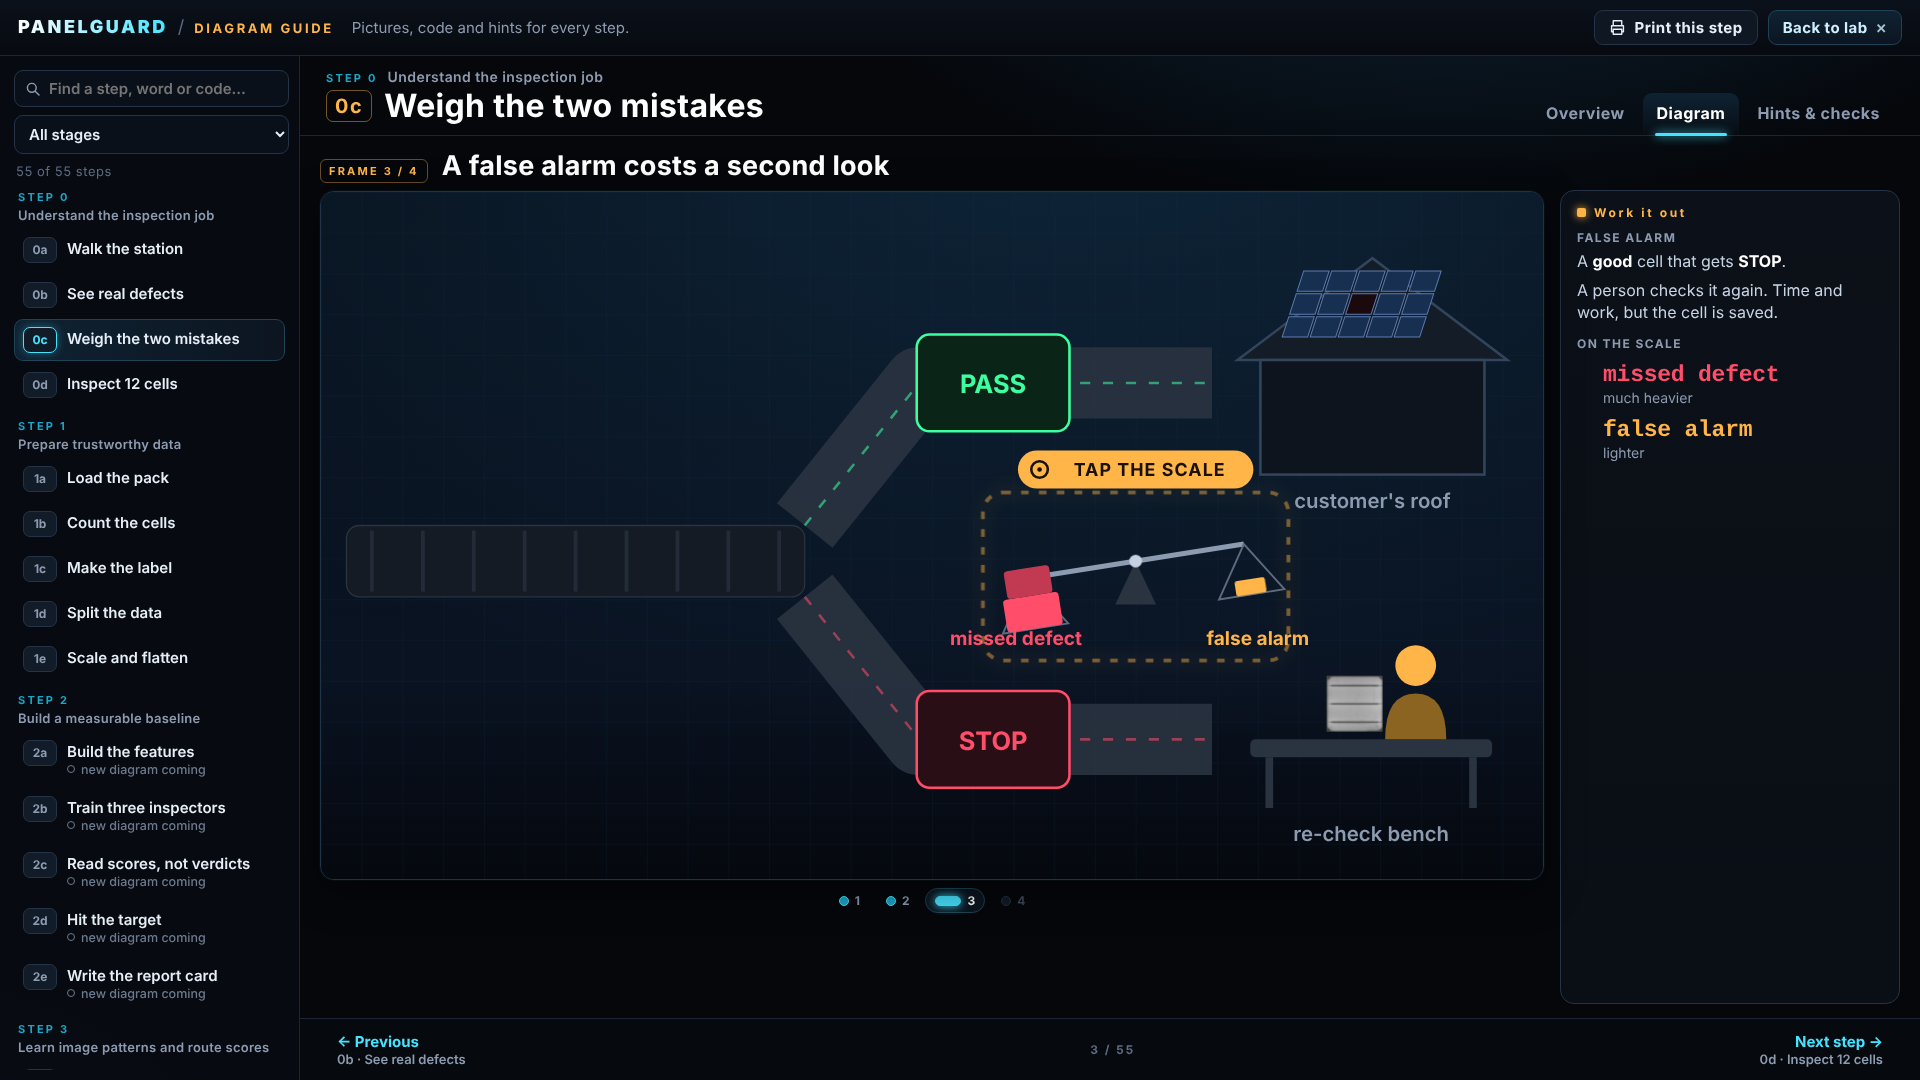 PANELGUARD / DIAGRAM GUIDE Pictures, code and hints for every step.
Print this step
Back to lab ×
Find a step, word or code...
All stages
55 of 55 steps
STEP 0
Understand the inspection job
0a Walk the station
0b See real defects
0c Weigh the two mistakes
0d Inspect 12 cells
STEP 1
Prepare trustworthy data
1a Load the pack
1b Count the cells
1c Make the label
1d Split the data
1e Scale and flatten
STEP 2
Build a measurable baseline
2a Build the features
new diagram coming
2b Train three inspectors
new diagram coming
2c Read scores, not verdicts
new diagram coming
2d Hit the target
new diagram coming
2e Write the report card
new diagram coming
STEP 3
Learn image patterns and route scores
STEP 0 Understand the inspection job
0c Weigh the two mistakes
Overview
Diagram
Hints & checks
FRAME 3 / 4 A false alarm costs a second look
PASS
TAP THE SCALE
customer's roof
missed defect
false alarm
STOP
re-check bench
1
2
3
4
Work it out
FALSE ALARM
A good cell that gets STOP.
A person checks it again. Time and
work, but the cell is saved.
ON THE SCALE
missed defect
much heavier
false alarm
lighter
← Previous
0b · See real defects
3 / 55
Next step →
0d · Inspect 12 cells